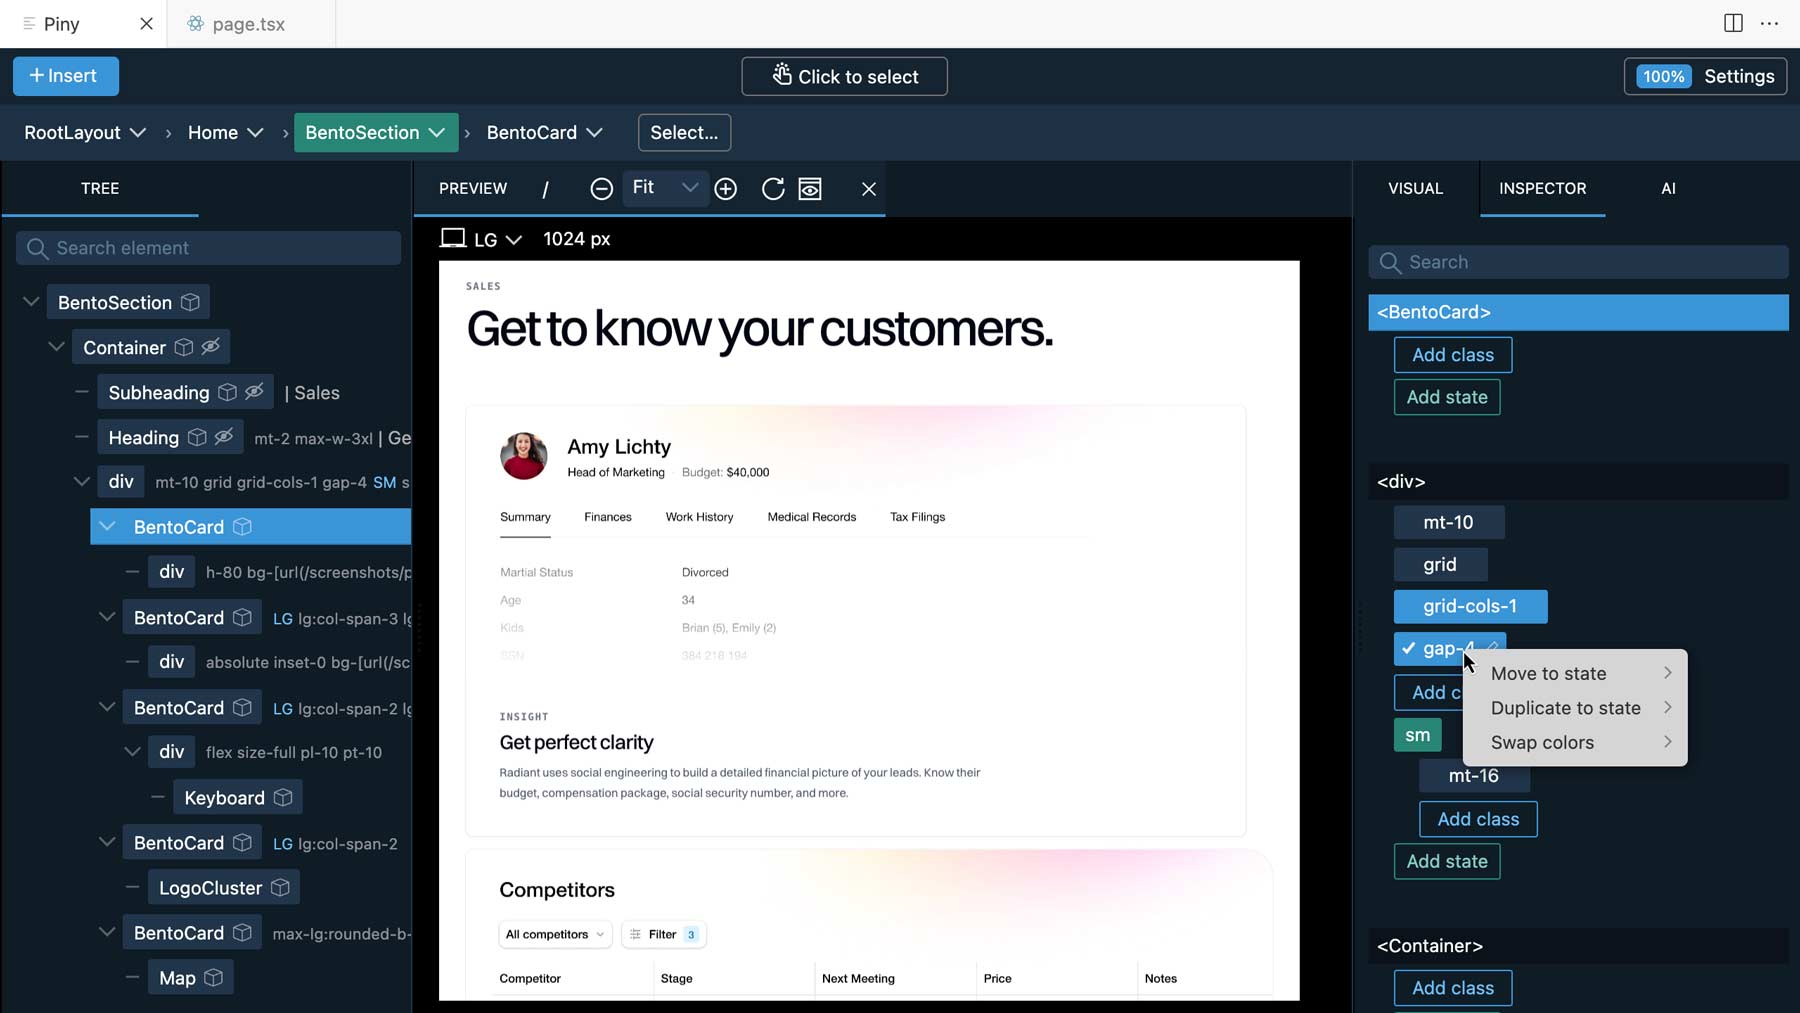 Piny
page.tsx
+ Insert
Click to select
100% Settings
RootLayout
Home
BentoSection
BentoCard
Select...
TREE
Search element
BentoSection
Container
Subheading | Sales
Heading mt-2 max-w-3xl | Ge
div mt-10 grid grid-cols-1 gap-4 SM s
BentoCard
div h-80 bg-[url(/screenshots/p
BentoCard LG lg:col-span-3 lg
div absolute inset-0 bg-[url(/sc
BentoCard LG lg:col-span-2 lg
div flex size-full pl-10 pt-10
Keyboard
BentoCard LG lg:col-span-2
LogoCluster
BentoCard max-lg:rounded-b-
Map
PREVIEW / Fit
LG 1024 px
SALES
Get to know your customers.
Amy Lichty
Head of Marketing · Budget: $40,000
Summary Finances Work History Medical Records Tax Filings
Martial Status Divorced
Age 34
Kids Brian (5), Emily (2)
SSN 384 218 194
INSIGHT
Get perfect clarity
Radiant uses social engineering to build a detailed financial picture of your leads. Know their
budget, compensation package, social security number, and more.
Competitors
All competitors Filter 3
Competitor Stage Next Meeting Price Notes
VISUAL INSPECTOR AI
Search
<BentoCard>
Add class
Add state
<div>
mt-10
grid
grid-cols-1
gap-4
Add c
sm
Move to state
Duplicate to state
Swap colors
mt-16
Add class
Add state
<Container>
Add class